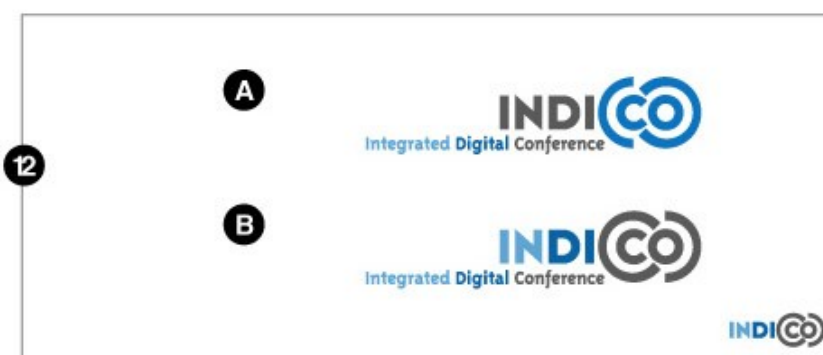 A
INDICO
Integrated Digital Conference
12
B
INDICO
Integrated Digital Conference
INDICO